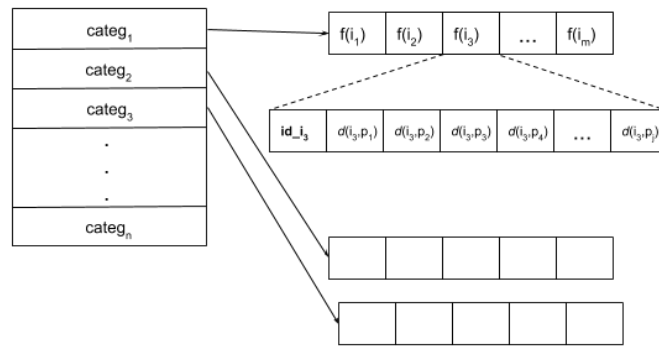 categ₁
categ₂
categ₃
.
.
.
categₙ
f(i₁) f(i₂) f(i₃) ... f(iₘ)
id_i₃ d(i₃,p₁) d(i₃,p₂) d(i₃,p₃) d(i₃,p₄) ... d(i₃,pⱼ)